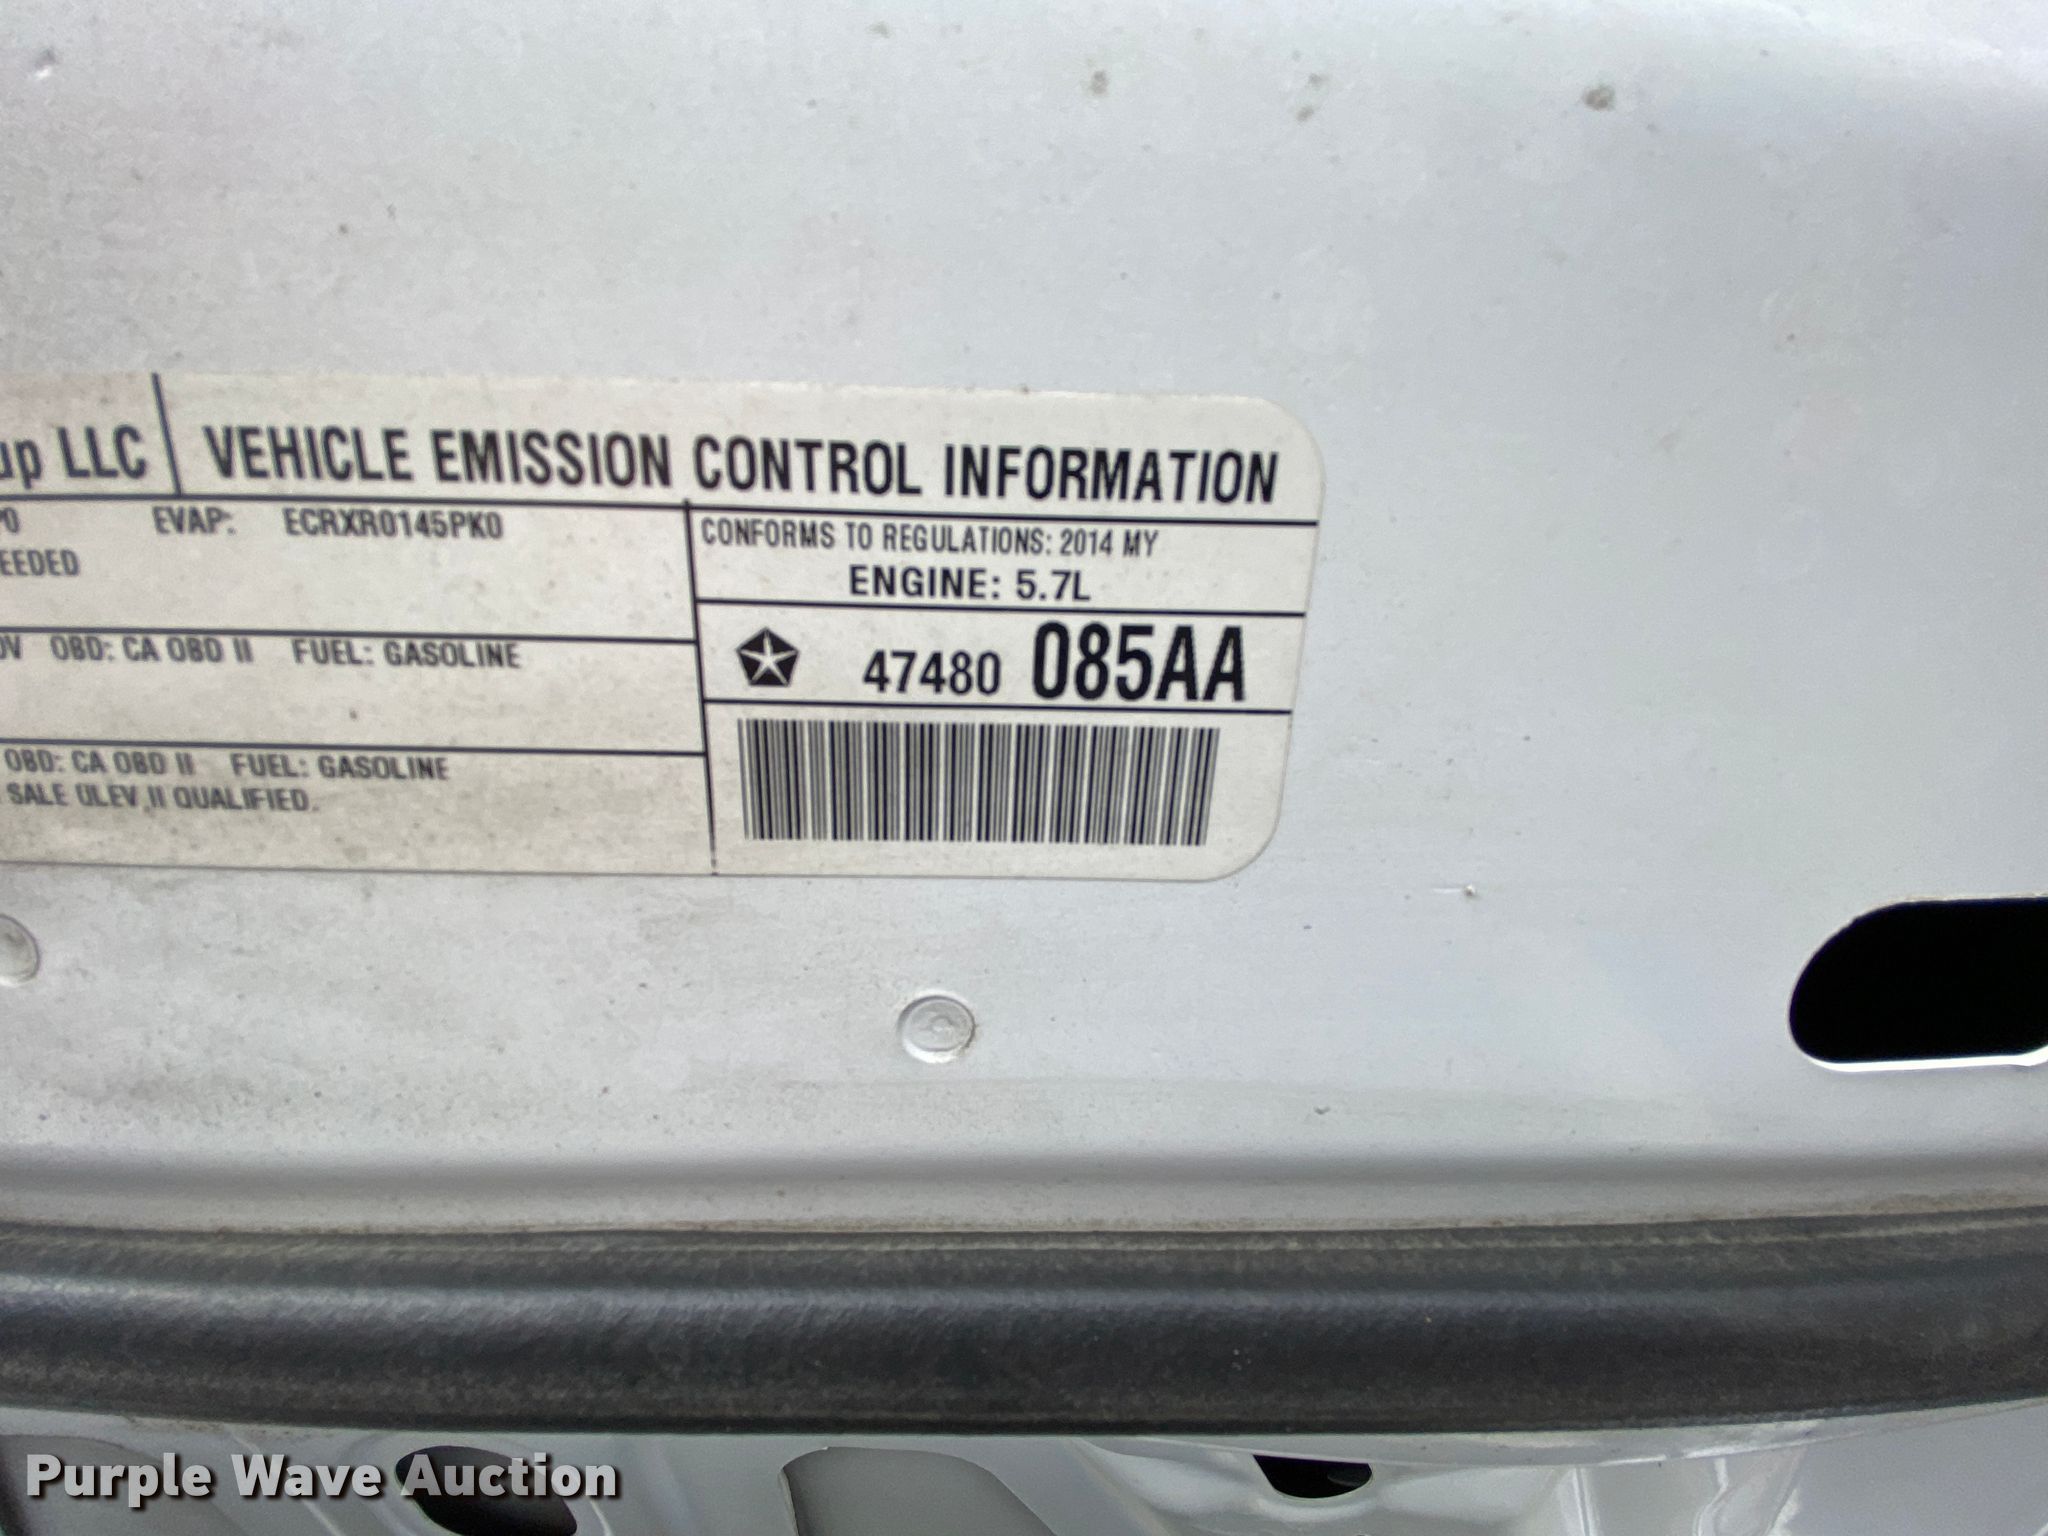 up LLC VEHICLE EMISSION CONTROL INFORMATION
P0 EVAP: ECRXR0145PK0
EEDED
CONFORMS TO REGULATIONS: 2014 MY
ENGINE: 5.7L
OBD: CA OBD II FUEL: GASOLINE
47480 085AA
OBD: CA OBD II FUEL: GASOLINE
SALE ULEV II QUALIFIED.
Purple Wave Auction